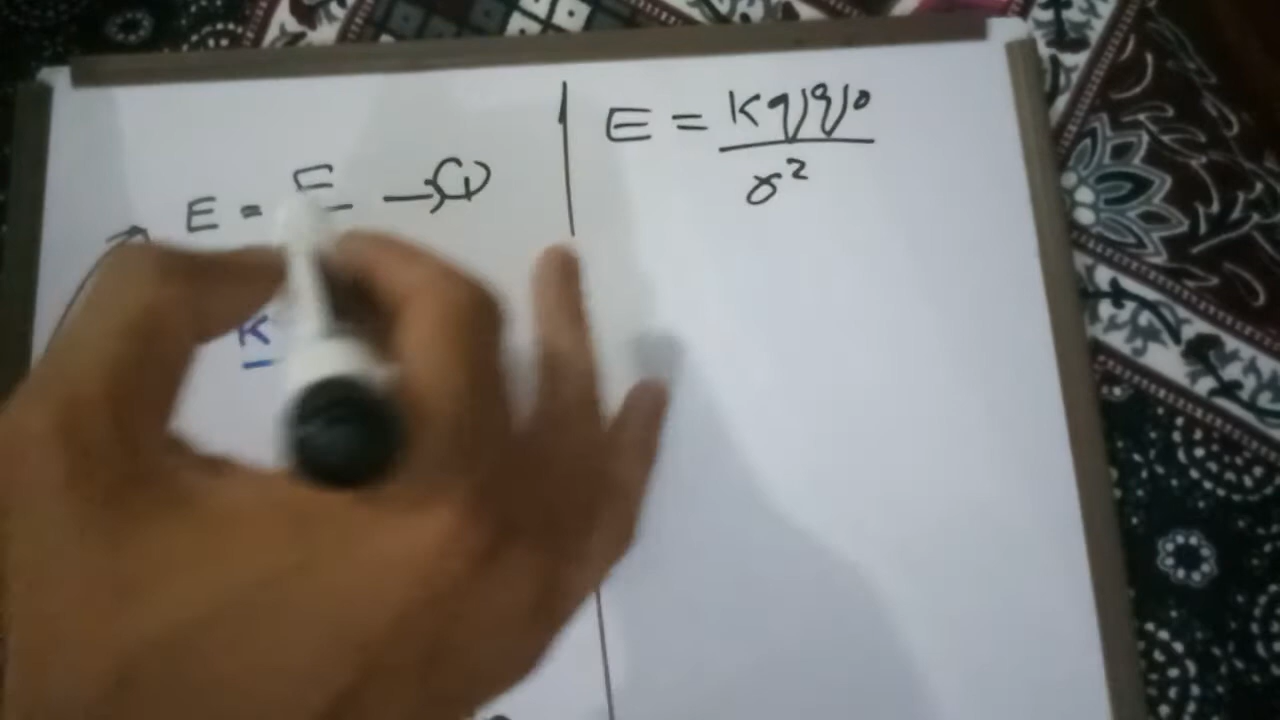 E = F → 1
K
E = Kqq₀
r²